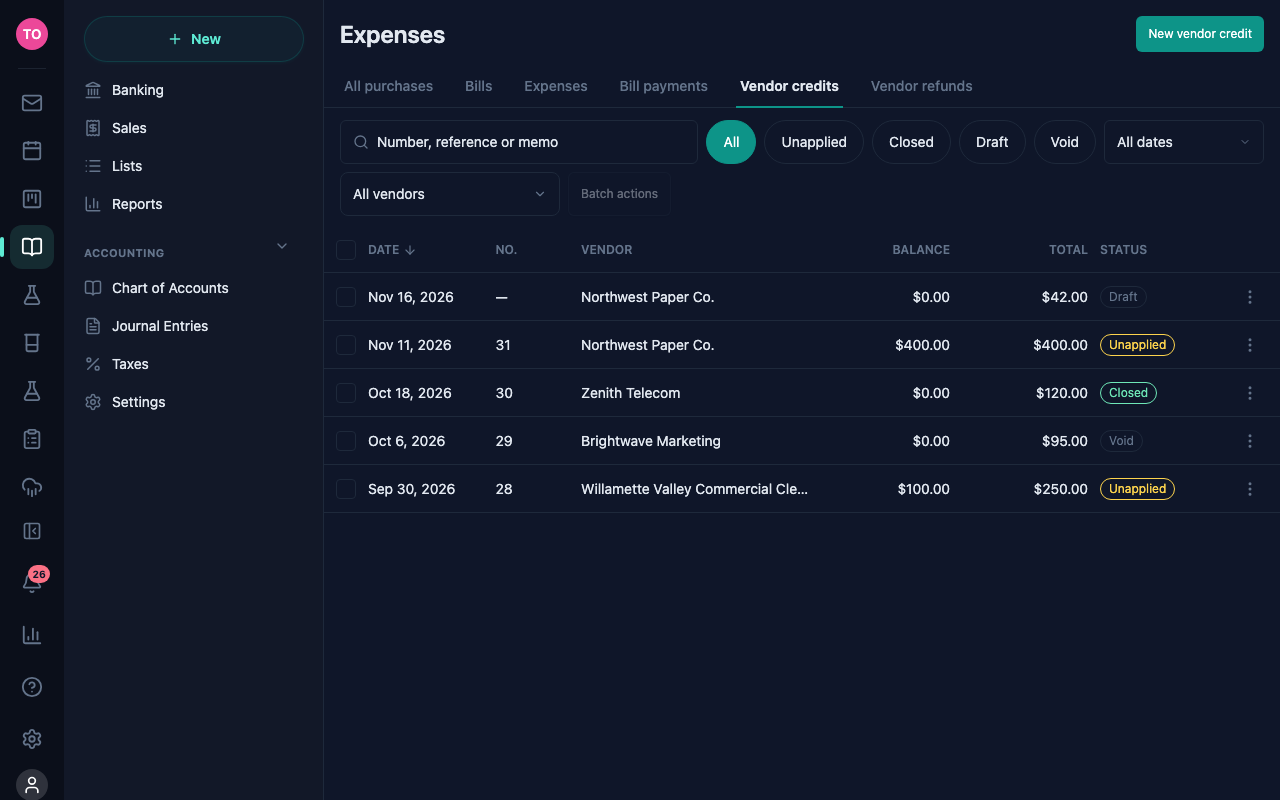 TO
New
Banking
Sales
Lists
Reports
ACCOUNTING
Chart of Accounts
Journal Entries
Taxes
Settings
26
Expenses
New vendor credit
All purchases Bills Expenses Bill payments Vendor credits Vendor refunds
Number, reference or memo All Unapplied Closed Draft Void All dates
All vendors Batch actions
DATE NO. VENDOR BALANCE TOTAL STATUS
Nov 16, 2026 — Northwest Paper Co. $0.00 $42.00 Draft
Nov 11, 2026 31 Northwest Paper Co. $400.00 $400.00 Unapplied
Oct 18, 2026 30 Zenith Telecom $0.00 $120.00 Closed
Oct 6, 2026 29 Brightwave Marketing $0.00 $95.00 Void
Sep 30, 2026 28 Willamette Valley Commercial Cle... $100.00 $250.00 Unapplied